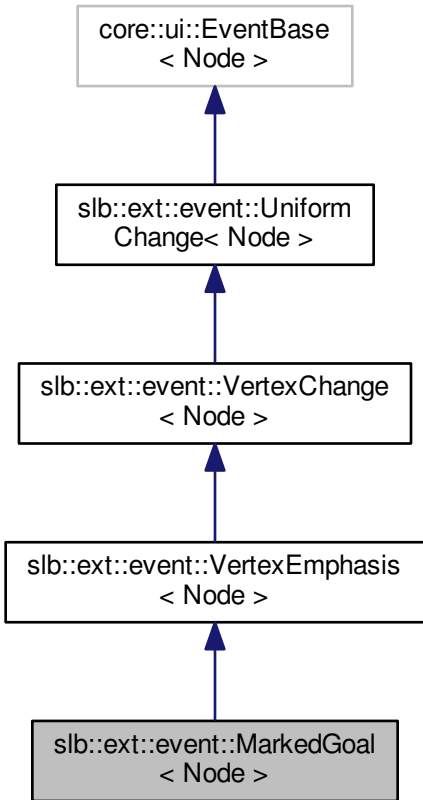 core::ui::EventBase
< Node >
slb::ext::event::Uniform
Change< Node >
slb::ext::event::VertexChange
< Node >
slb::ext::event::VertexEmphasis
< Node >
slb::ext::event::MarkedGoal
< Node >